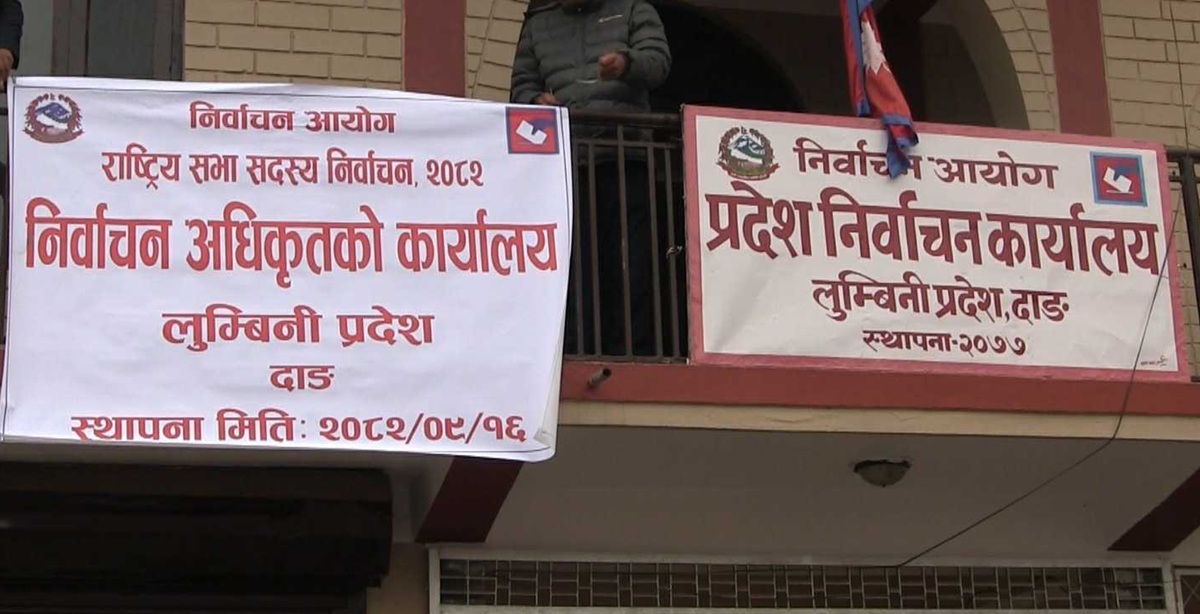 निर्वाचन आयोग
राष्ट्रिय सभा सदस्य निर्वाचन, २०८२
निर्वाचन अधिकृतको कार्यालय
लुम्बिनी प्रदेश
दाङ
स्थापना मिति: २०८२/०९/१६
निर्वाचन आयोग
प्रदेश निर्वाचन कार्यालय
लुम्बिनी प्रदेश, दाङ
स्थापना-२०७७